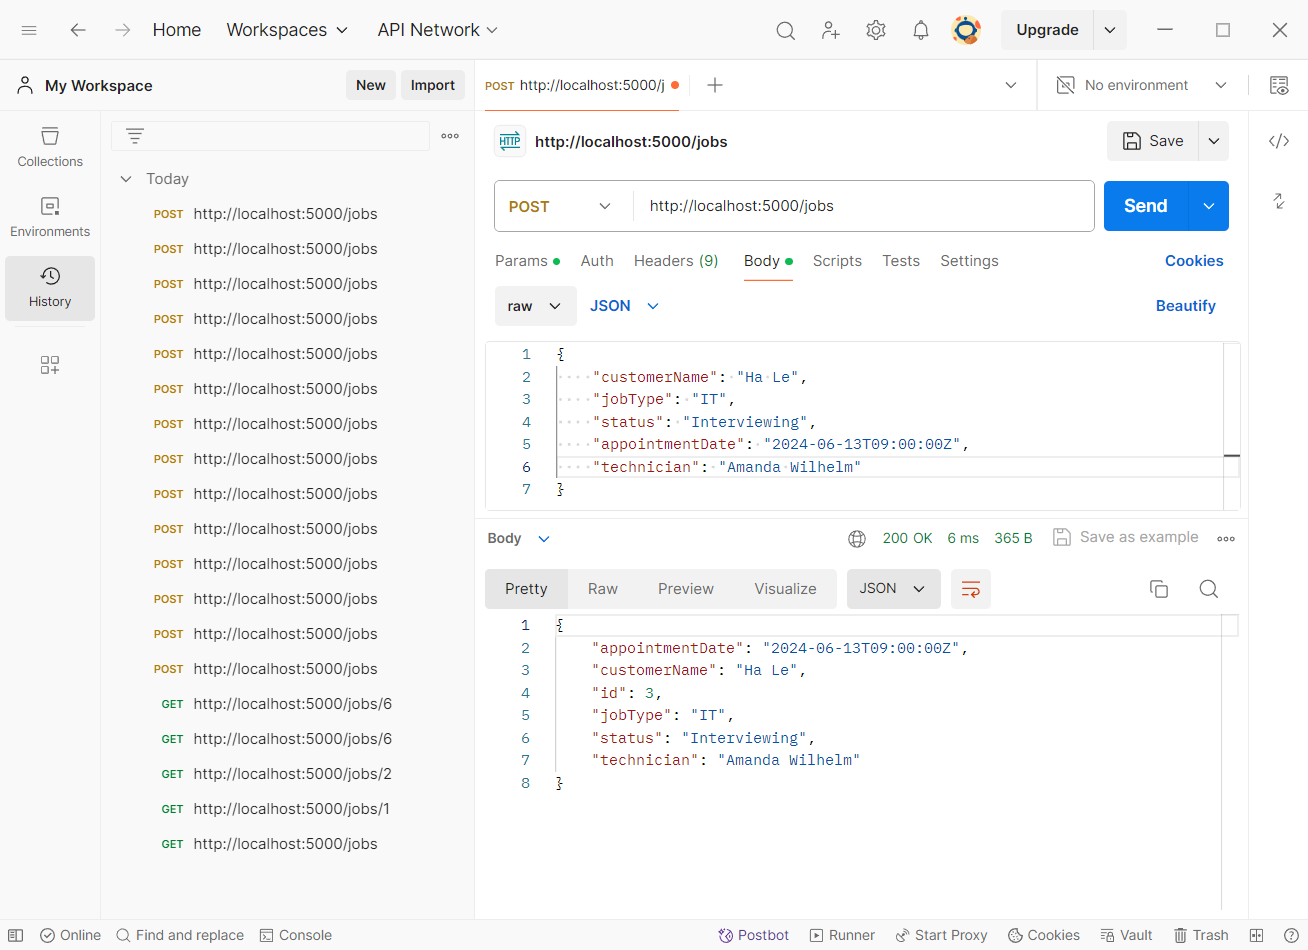 Home Workspaces API Network Upgrade
My Workspace New Import POST http://localhost:5000/j No environment
HTTP http://localhost:5000/jobs Save </>
Collections
Environments
History
Today
POST http://localhost:5000/jobs
POST http://localhost:5000/jobs
POST http://localhost:5000/jobs
POST http://localhost:5000/jobs
POST http://localhost:5000/jobs
POST http://localhost:5000/jobs
POST http://localhost:5000/jobs
POST http://localhost:5000/jobs
POST http://localhost:5000/jobs
POST http://localhost:5000/jobs
POST http://localhost:5000/jobs
POST http://localhost:5000/jobs
POST http://localhost:5000/jobs
POST http://localhost:5000/jobs
GET http://localhost:5000/jobs/6
GET http://localhost:5000/jobs/6
GET http://localhost:5000/jobs/2
GET http://localhost:5000/jobs/1
GET http://localhost:5000/jobs
POST http://localhost:5000/jobs Send
Params Auth Headers (9) Body Scripts Tests Settings Cookies
raw JSON Beautify
1 {
2 "customerName": "Ha Le",
3 "jobType": "IT",
4 "status": "Interviewing",
5 "appointmentDate": "2024-06-13T09:00:00Z",
6 "technician": "Amanda Wilhelm"
7 }
Body 200 OK 6 ms 365 B Save as example
Pretty Raw Preview Visualize JSON
1 {
2 "appointmentDate": "2024-06-13T09:00:00Z",
3 "customerName": "Ha Le",
4 "id": 3,
5 "jobType": "IT",
6 "status": "Interviewing",
7 "technician": "Amanda Wilhelm"
8 }
Online Find and replace Console Postbot Runner Start Proxy Cookies Vault Trash